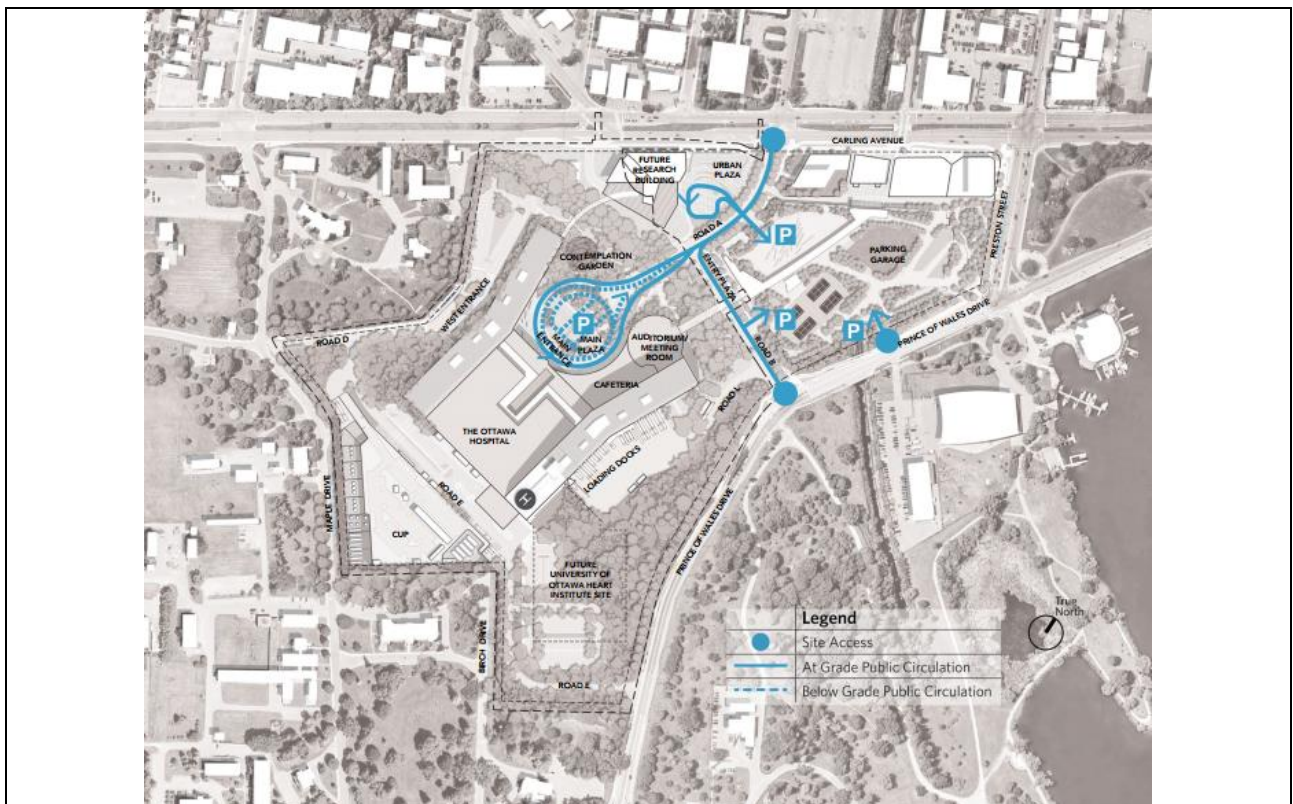 CARLING AVENUE
FUTURE
RESEARCH
BUILDING
URBAN
PLAZA
PRESTON STREET
ROAD A
P
PARKING
GARAGE
CONTEMPLATION
GARDEN
ENTRY PLAZA
WEST ENTRANCE
P
P
P
PRINCE OF WALES DRIVE
ROAD D
MAIN
ENTRANCE
MAIN
PLAZA
AUDITORIUM/
MEETING
ROOM
ROAD B
CAFETERIA
ROAD L
THE OTTAWA
HOSPITAL
LOADING DOCKS
ROAD E
H
MAPLE DRIVE
CUP
PRINCE OF WALES DRIVE
FUTURE
UNIVERSITY OF
OTTAWA HEART
INSTITUTE SITE
BIRCH DRIVE
ROAD E
True
North
Legend
Site Access
At Grade Public Circulation
Below Grade Public Circulation